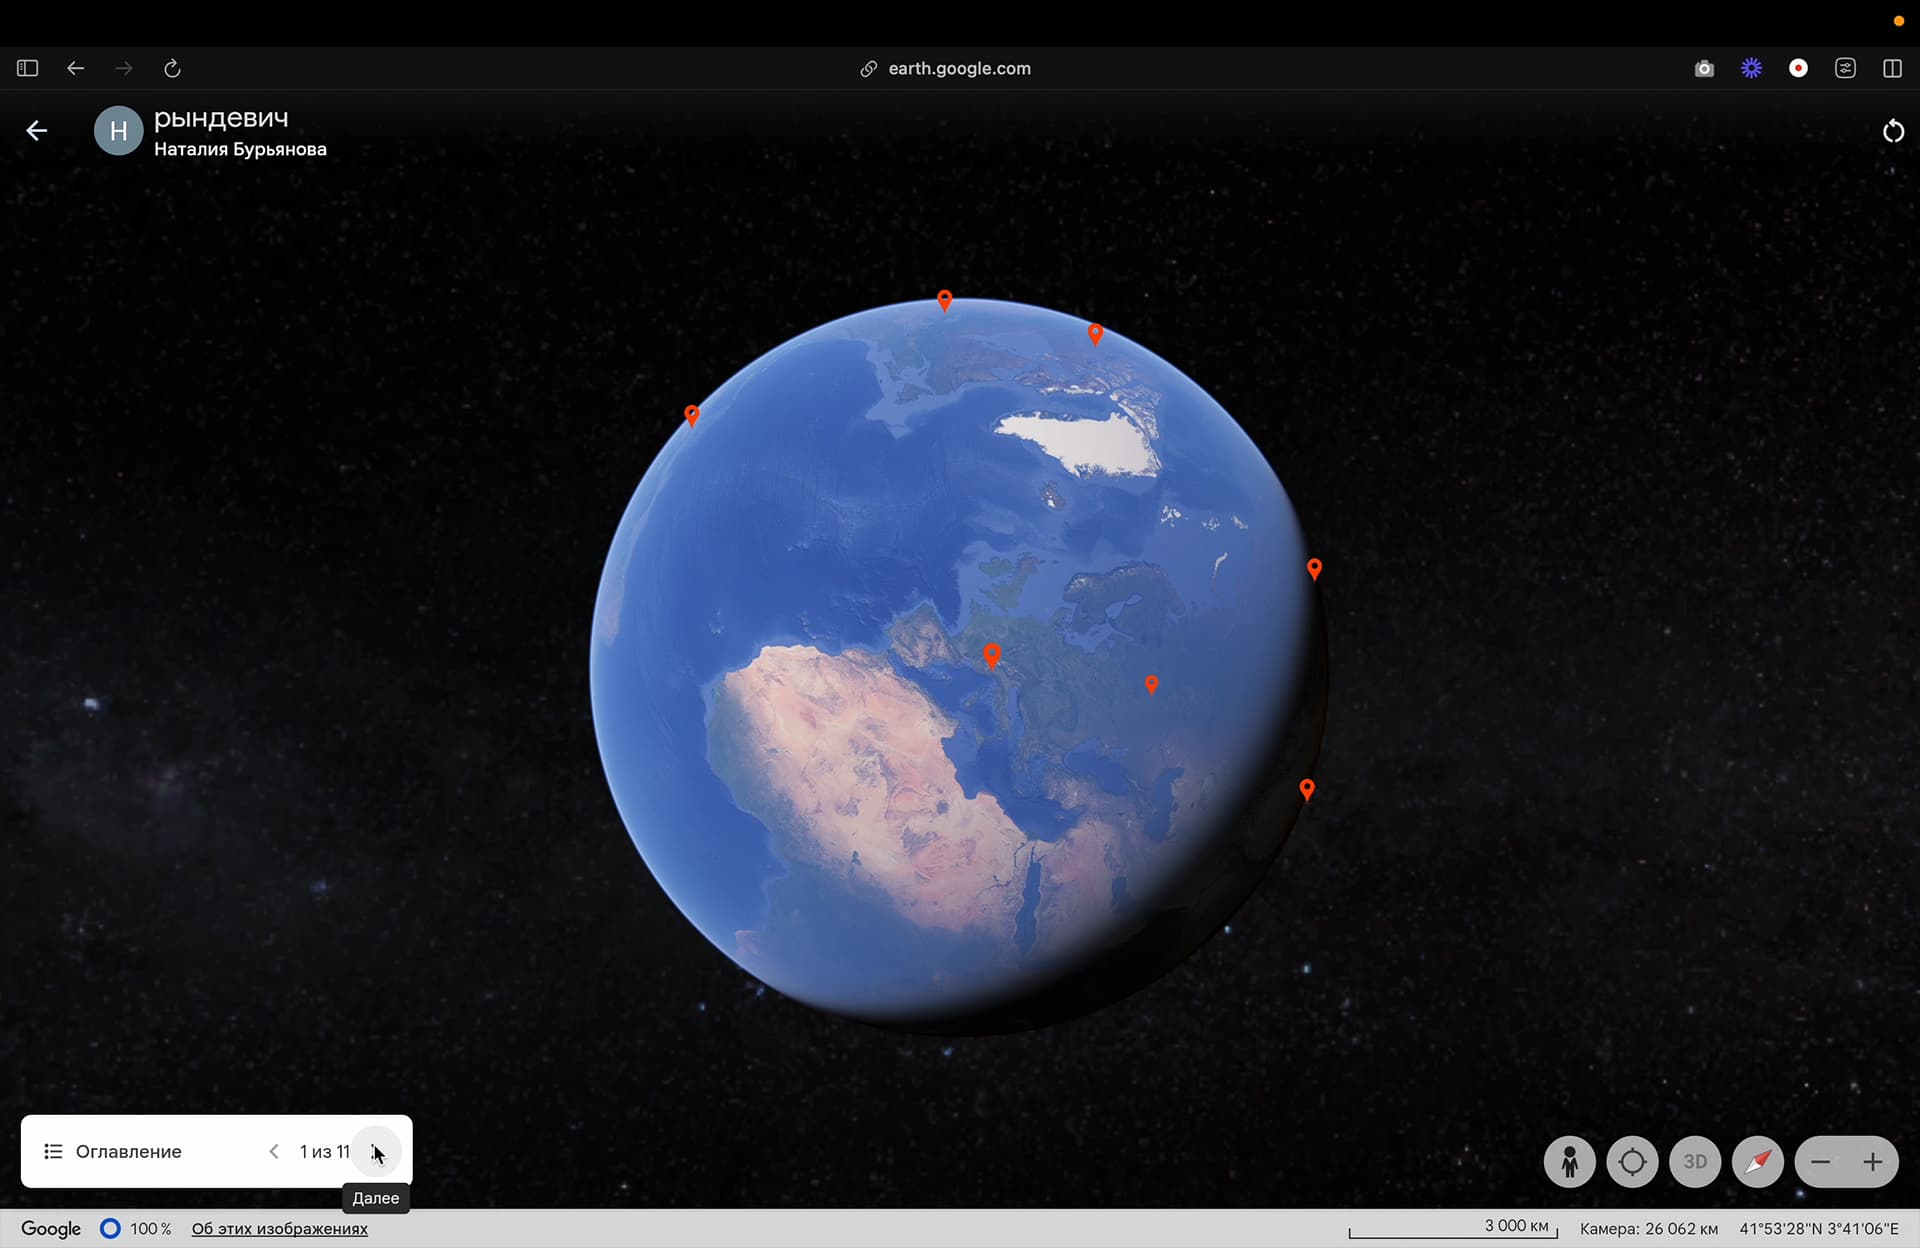 earth.google.com
Н
рындевич
Наталия Бурьянова
Оглавление
1 из 11
Далее
3D
Google
100 %
Об этих изображениях
3 000 км
Камера: 26 062 км
41°53'28"N 3°41'06"E